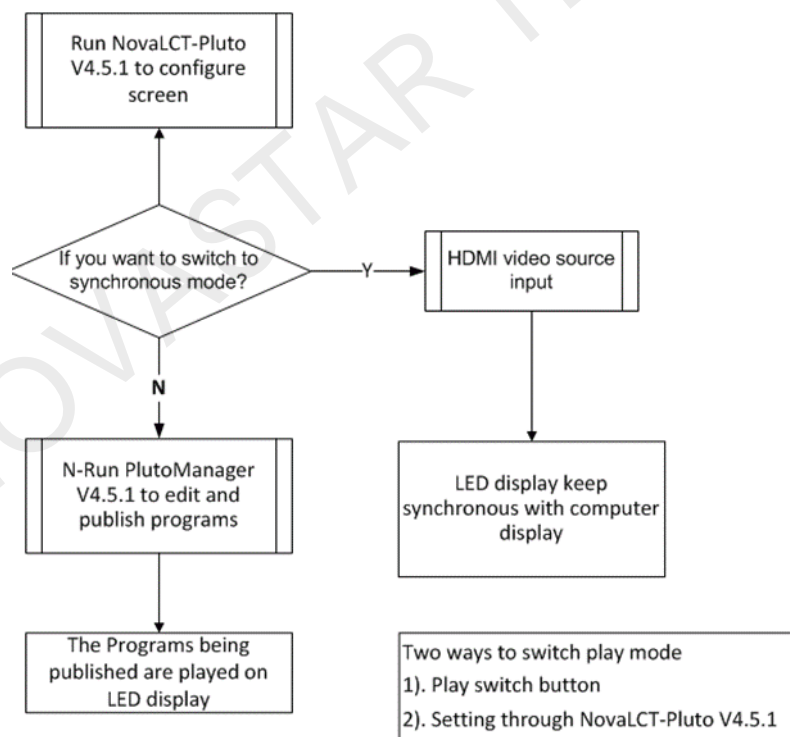 Run NovaLCT-Pluto
V4.5.1 to configure
screen
If you want to switch to
synchronous mode?
Y
HDMI video source
input
N
N-Run PlutoManager
V4.5.1 to edit and
publish programs
LED display keep
synchronous with computer
display
The Programs being
published are played on
LED display
Two ways to switch play mode
1). Play switch button
2). Setting through NovaLCT-Pluto V4.5.1
OVASTAR